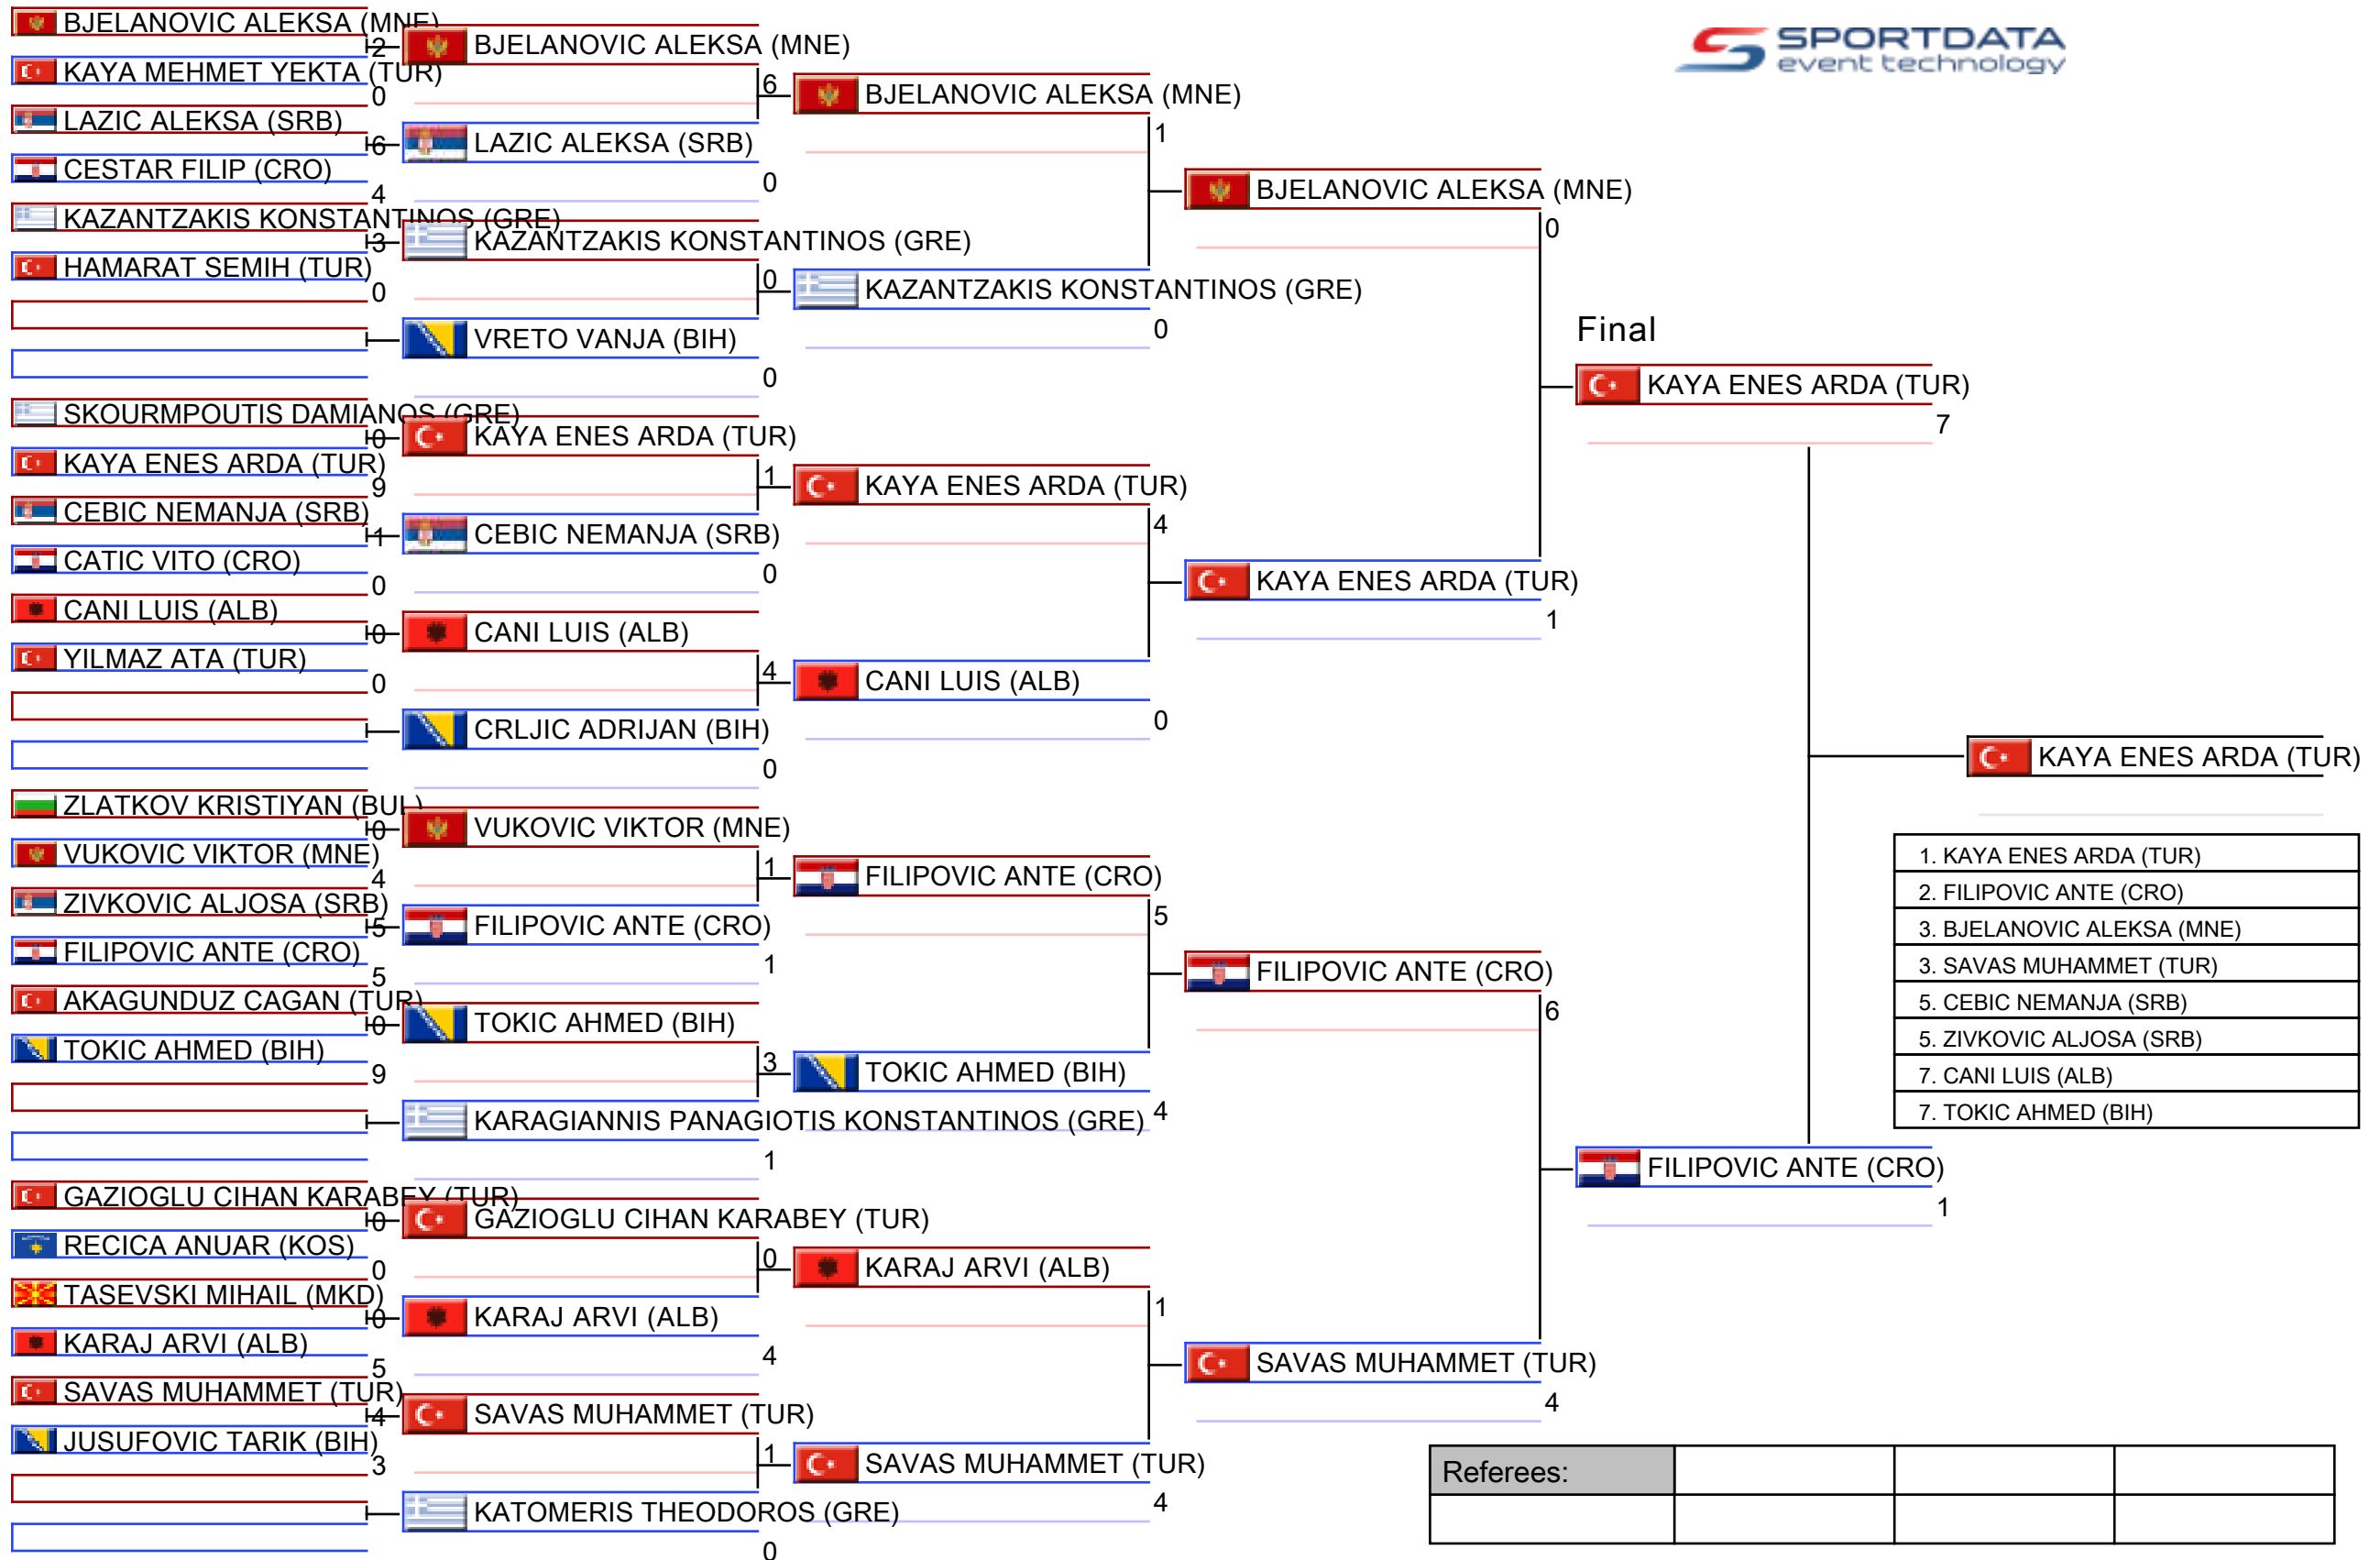 BJELANOVIC ALEKSA (MNE)
2
KAYA MEHMET YEKTA (TUR)
0
LAZIC ALEKSA (SRB)
6
CESTAR FILIP (CRO)
4
KAZANTZAKIS KONSTANTINOS (GRE)
3
HAMARAT SEMIH (TUR)
0
SKOURMPOUTIS DAMIANOS (GRE)
0
KAYA ENES ARDA (TUR)
9
CEBIC NEMANJA (SRB)
1
CATIC VITO (CRO)
0
CANI LUIS (ALB)
0
YILMAZ ATA (TUR)
0
ZLATKOV KRISTIYAN (BUL)
0
VUKOVIC VIKTOR (MNE)
4
ZIVKOVIC ALJOSA (SRB)
5
FILIPOVIC ANTE (CRO)
5
AKAGUNDUZ CAGAN (TUR)
0
TOKIC AHMED (BIH)
9
GAZIOGLU CIHAN KARABEY (TUR)
0
RECICA ANUAR (KOS)
0
TASEVSKI MIHAIL (MKD)
0
KARAJ ARVI (ALB)
5
SAVAS MUHAMMET (TUR)
4
JUSUFOVIC TARIK (BIH)
3
BJELANOVIC ALEKSA (MNE)
6
LAZIC ALEKSA (SRB)
0
KAZANTZAKIS KONSTANTINOS (GRE)
0
VRETO VANJA (BIH)
0
KAYA ENES ARDA (TUR)
1
CEBIC NEMANJA (SRB)
0
CANI LUIS (ALB)
4
CRLJIC ADRIJAN (BIH)
0
VUKOVIC VIKTOR (MNE)
1
FILIPOVIC ANTE (CRO)
1
TOKIC AHMED (BIH)
3
KARAGIANNIS PANAGIOTIS KONSTANTINOS (GRE)
1
GAZIOGLU CIHAN KARABEY (TUR)
0
KARAJ ARVI (ALB)
4
SAVAS MUHAMMET (TUR)
1
KATOMERIS THEODOROS (GRE)
0
BJELANOVIC ALEKSA (MNE)
1
KAZANTZAKIS KONSTANTINOS (GRE)
0
KAYA ENES ARDA (TUR)
4
CANI LUIS (ALB)
0
FILIPOVIC ANTE (CRO)
5
TOKIC AHMED (BIH)
4
KARAJ ARVI (ALB)
1
SAVAS MUHAMMET (TUR)
4
BJELANOVIC ALEKSA (MNE)
0
KAYA ENES ARDA (TUR)
1
FILIPOVIC ANTE (CRO)
6
SAVAS MUHAMMET (TUR)
4
SPORTDATA
event technology
Final
KAYA ENES ARDA (TUR)
7
FILIPOVIC ANTE (CRO)
1
KAYA ENES ARDA (TUR)
1. KAYA ENES ARDA (TUR)
2. FILIPOVIC ANTE (CRO)
3. BJELANOVIC ALEKSA (MNE)
3. SAVAS MUHAMMET (TUR)
5. CEBIC NEMANJA (SRB)
5. ZIVKOVIC ALJOSA (SRB)
7. CANI LUIS (ALB)
7. TOKIC AHMED (BIH)
Referees: